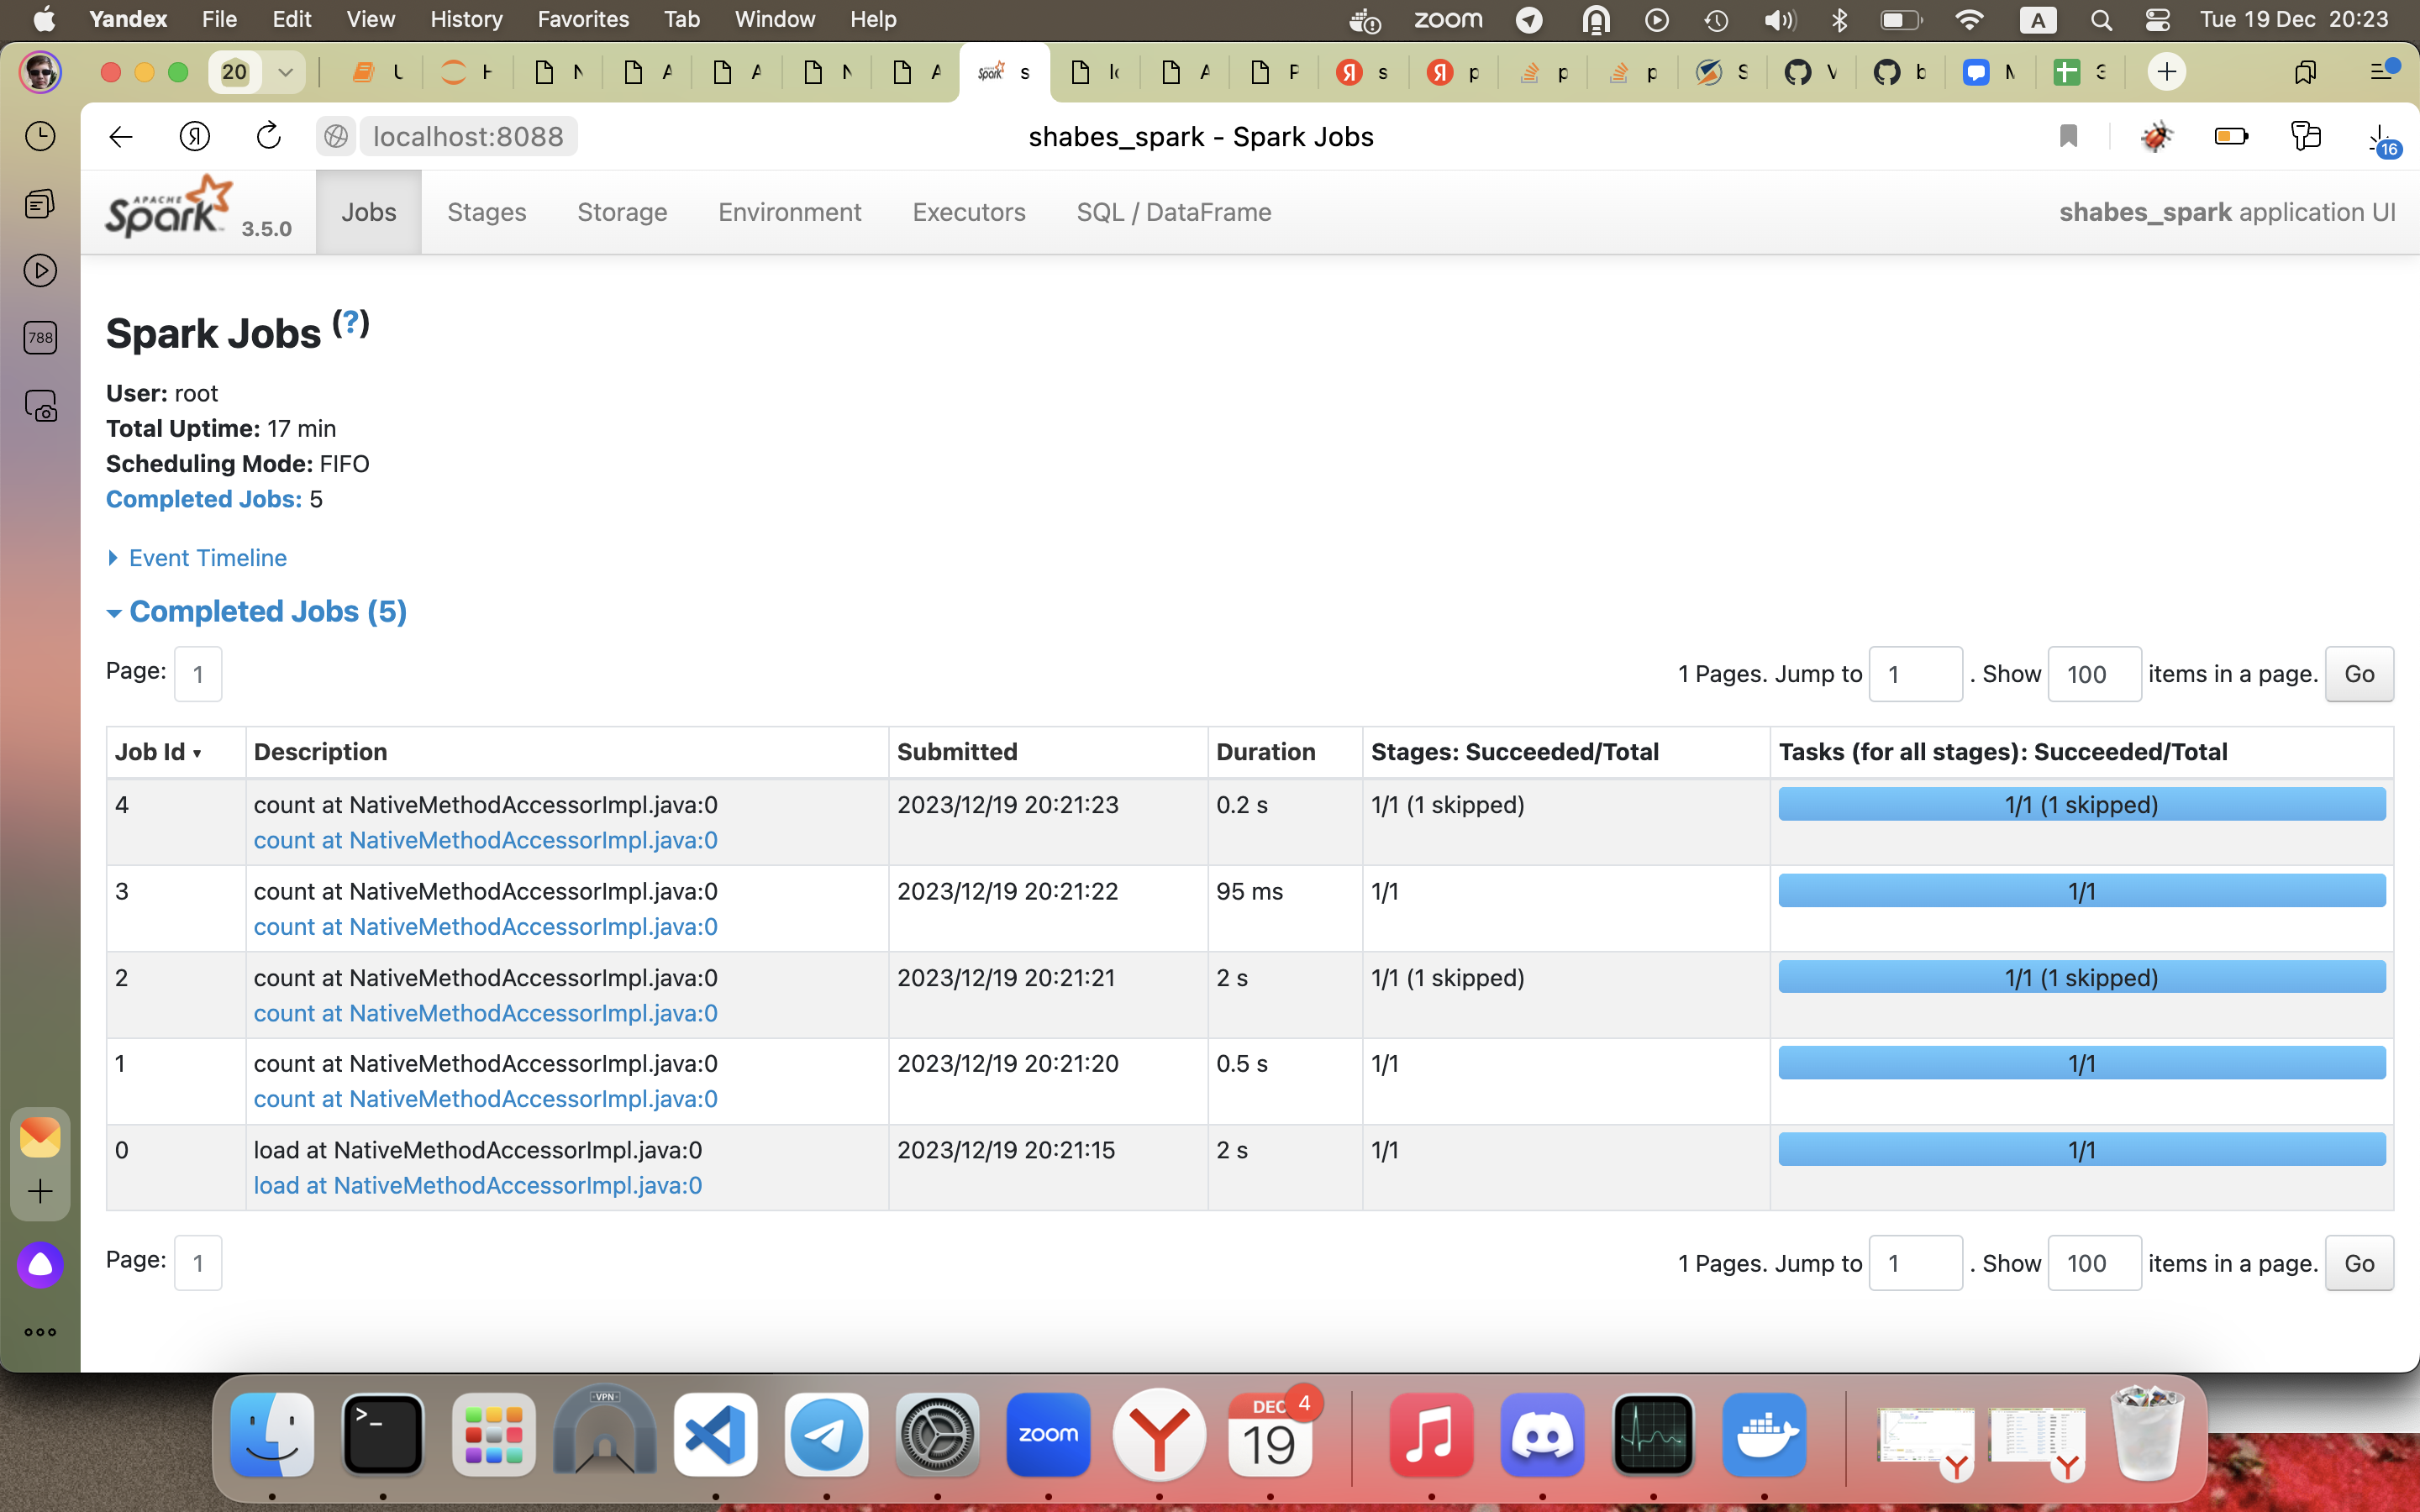 Yandex File Edit View History Favorites Tab Window Help zoom A Tue 19 Dec 20:23
20 s Я s Я p p p
localhost:8088 shabes_spark - Spark Jobs 16
APACHE Spark 3.5.0 Jobs Stages Storage Environment Executors SQL / DataFrame shabes_spark application UI
788
Spark Jobs (?)
User: root
Total Uptime: 17 min
Scheduling Mode: FIFO
Completed Jobs: 5
Event Timeline
Completed Jobs (5)
Page: 1 1 Pages. Jump to 1 . Show 100 items in a page. Go
Job Id ▾ Description Submitted Duration Stages: Succeeded/Total Tasks (for all stages): Succeeded/Total
4 count at NativeMethodAccessorImpl.java:0 2023/12/19 20:21:23 0.2 s 1/1 (1 skipped) 1/1 (1 skipped)
count at NativeMethodAccessorImpl.java:0
3 count at NativeMethodAccessorImpl.java:0 2023/12/19 20:21:22 95 ms 1/1 1/1
count at NativeMethodAccessorImpl.java:0
2 count at NativeMethodAccessorImpl.java:0 2023/12/19 20:21:21 2 s 1/1 (1 skipped) 1/1 (1 skipped)
count at NativeMethodAccessorImpl.java:0
1 count at NativeMethodAccessorImpl.java:0 2023/12/19 20:21:20 0.5 s 1/1 1/1
count at NativeMethodAccessorImpl.java:0
0 load at NativeMethodAccessorImpl.java:0 2023/12/19 20:21:15 2 s 1/1 1/1
load at NativeMethodAccessorImpl.java:0
Page: 1 1 Pages. Jump to 1 . Show 100 items in a page. Go
VPN
zoom
DEC 4
19